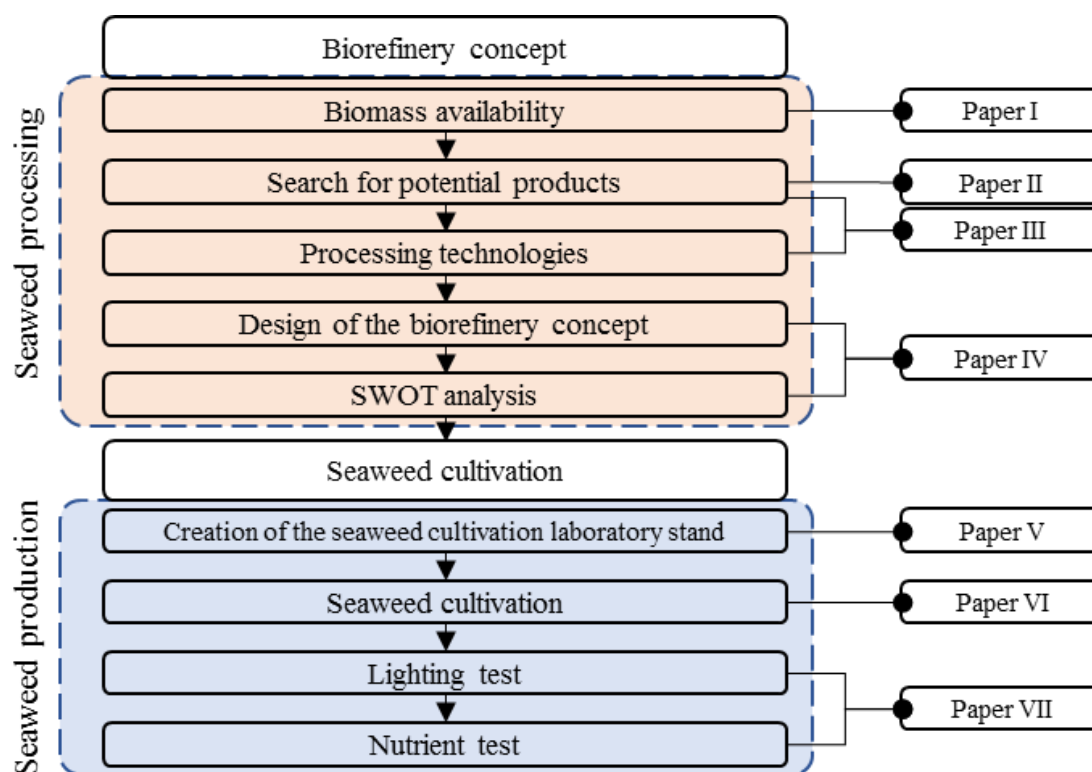 Biorefinery concept
Seaweed processing
Biomass availability
Paper I
Search for potential products
Paper II
Paper III
Processing technologies
Design of the biorefinery concept
Paper IV
SWOT analysis
Seaweed cultivation
Seaweed production
Creation of the seaweed cultivation laboratory stand
Paper V
Seaweed cultivation
Paper VI
Lighting test
Paper VII
Nutrient test